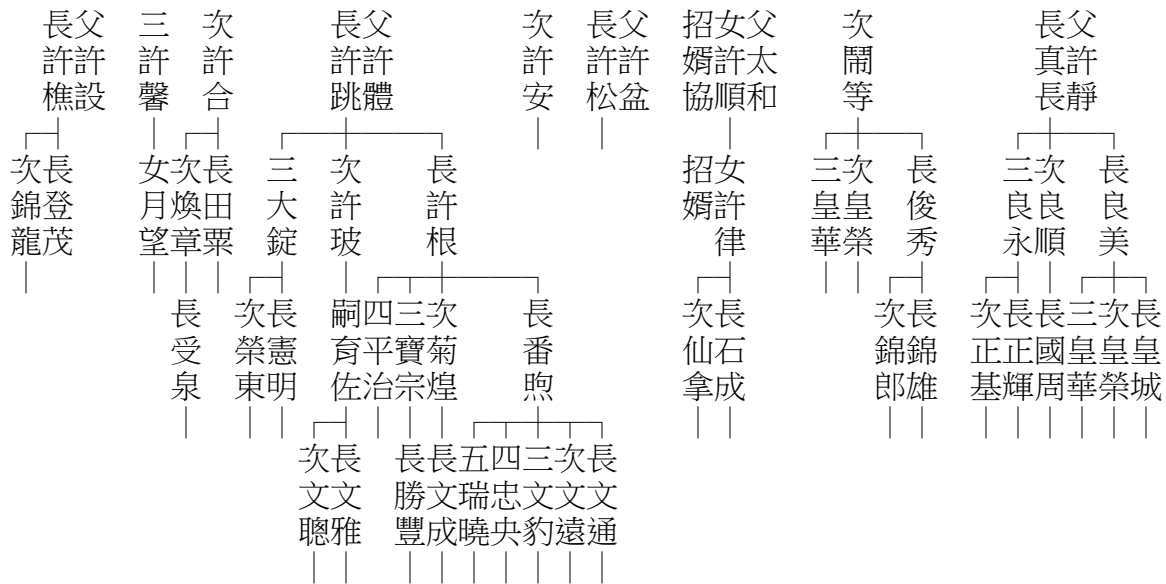 父許靜
長真長
次鬧等
父太和
女許順
招婿協
父許盆
長許松
次許安
父許體
長許跳
次許合
三許馨
父許設
長許樵
長良美
次良順
三良永
長俊秀
次皇榮
三皇華
女許律
招婿
長許根
次許玻
三大錠
長田粟
次煥章
女月望
長登茂
次錦龍
長皇城
次皇榮
三皇華
長國周
長正輝
次正基
長錦雄
次錦郎
長石成
次仙拿
長番煦
次菊煌
三寶宗
四平治
嗣育佐
長憲明
次榮東
長受泉
長文通
次文遠
三文豹
四忠央
五瑞曉
長文成
長勝豐
長文雅
次文聰